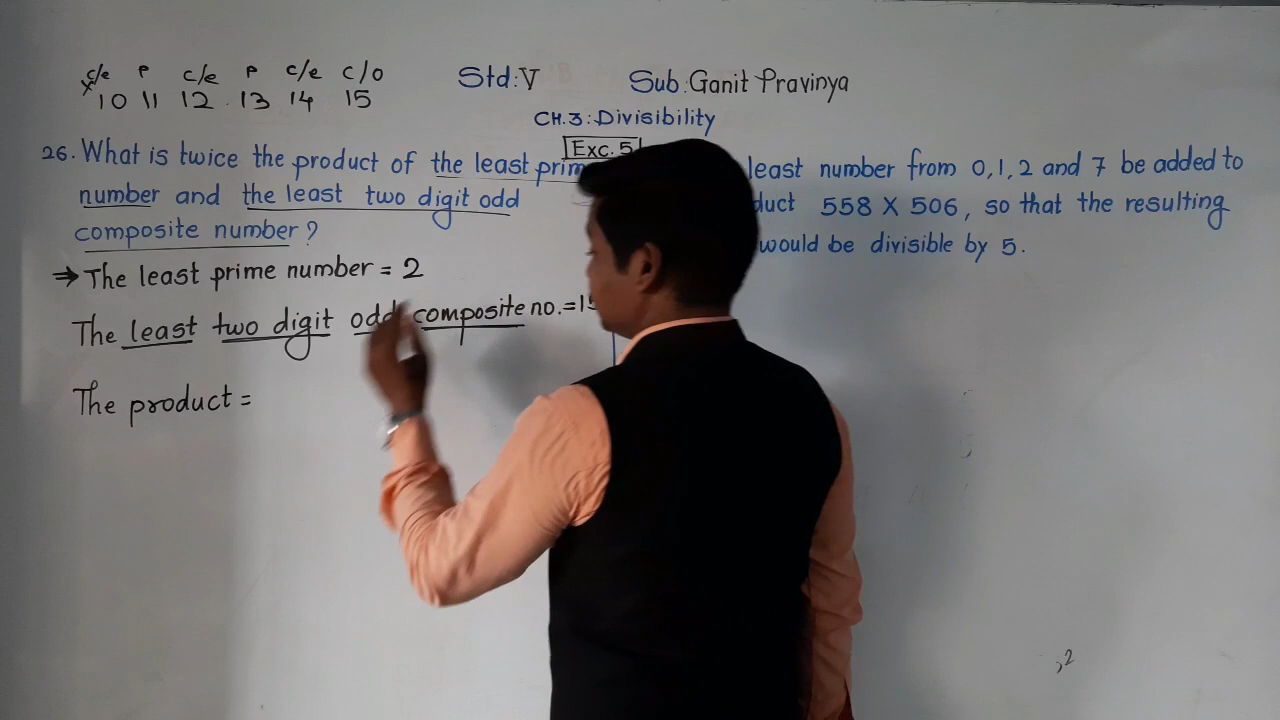 c/e P c/e P c/e c/o
10 11 12 13 14 15
Std:V Sub:Ganit Pravinya
CH.3:Divisibility
Exc.5
26. What is twice the product of the least prime
number and the least two digit odd
composite number?
⇒ The least prime number = 2
The least two digit odd composite no.=15
The product =
least number from 0,1,2 and 7 be added to
558 X 506, so that the resulting
would be divisible by 5.
,2